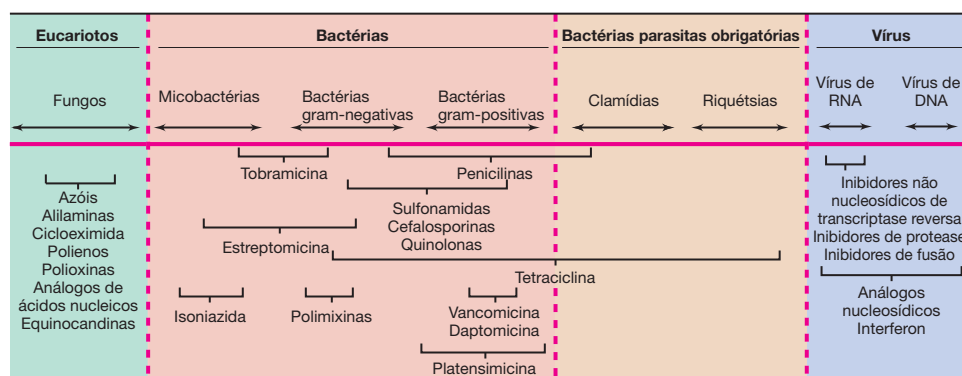 Eucariotos
Bactérias
Bactérias parasitas obrigatórias
Vírus
Fungos
Micobactérias
Bactérias
gram-negativas
Bactérias
gram-positivas
Clamídias
Riquétsias
Vírus de
RNA
Vírus de
DNA
Azóis
Alilaminas
Cicloeximida
Polienos
Polioxinas
Análogos de
ácidos nucleicos
Equinocandinas
Tobramicina
Penicilinas
Sulfonamidas
Cefalosporinas
Quinolonas
Estreptomicina
Tetraciclina
Isoniazida
Polimixinas
Vancomicina
Daptomicina
Platensimicina
Inibidores não
nucleosídicos de
transcriptase reversa
Inibidores de protease
Inibidores de fusão
Análogos
nucleosídicos
Interferon